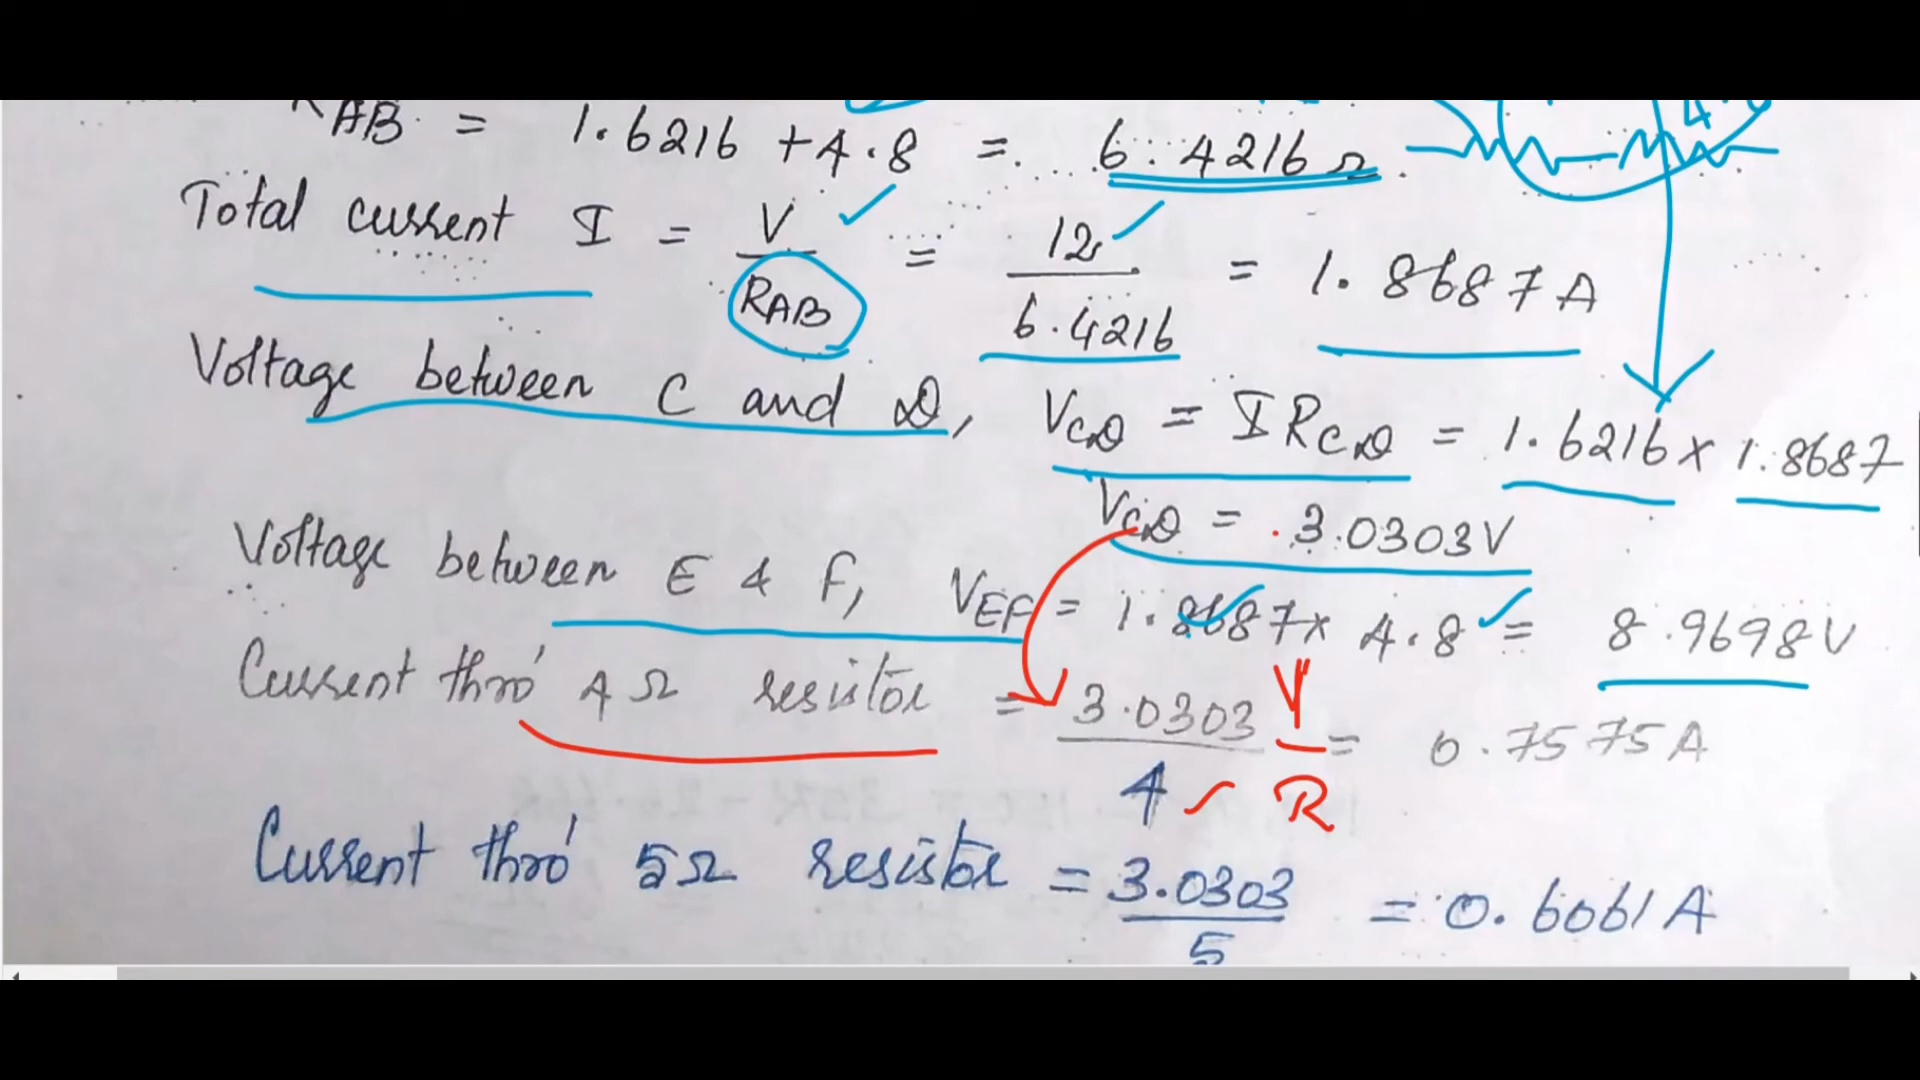 RAB = 1.6216 + 4.8 = 6.4216 Ω
Total current I = V / RAB = 12 / 6.4216 = 1.8687 A
Voltage between C and D, VCD = I RCD = 1.6216 x 1.8687
VCD = 3.0303 V
Voltage between E & F, VEF = 1.8687 x 4.8 = 8.9698 V
Current thro' 4 Ω resistor = 3.0303 / 4 V / R = 0.7575 A
Current thro' 5 Ω resistor = 3.0303 / 5 = 0.6061 A